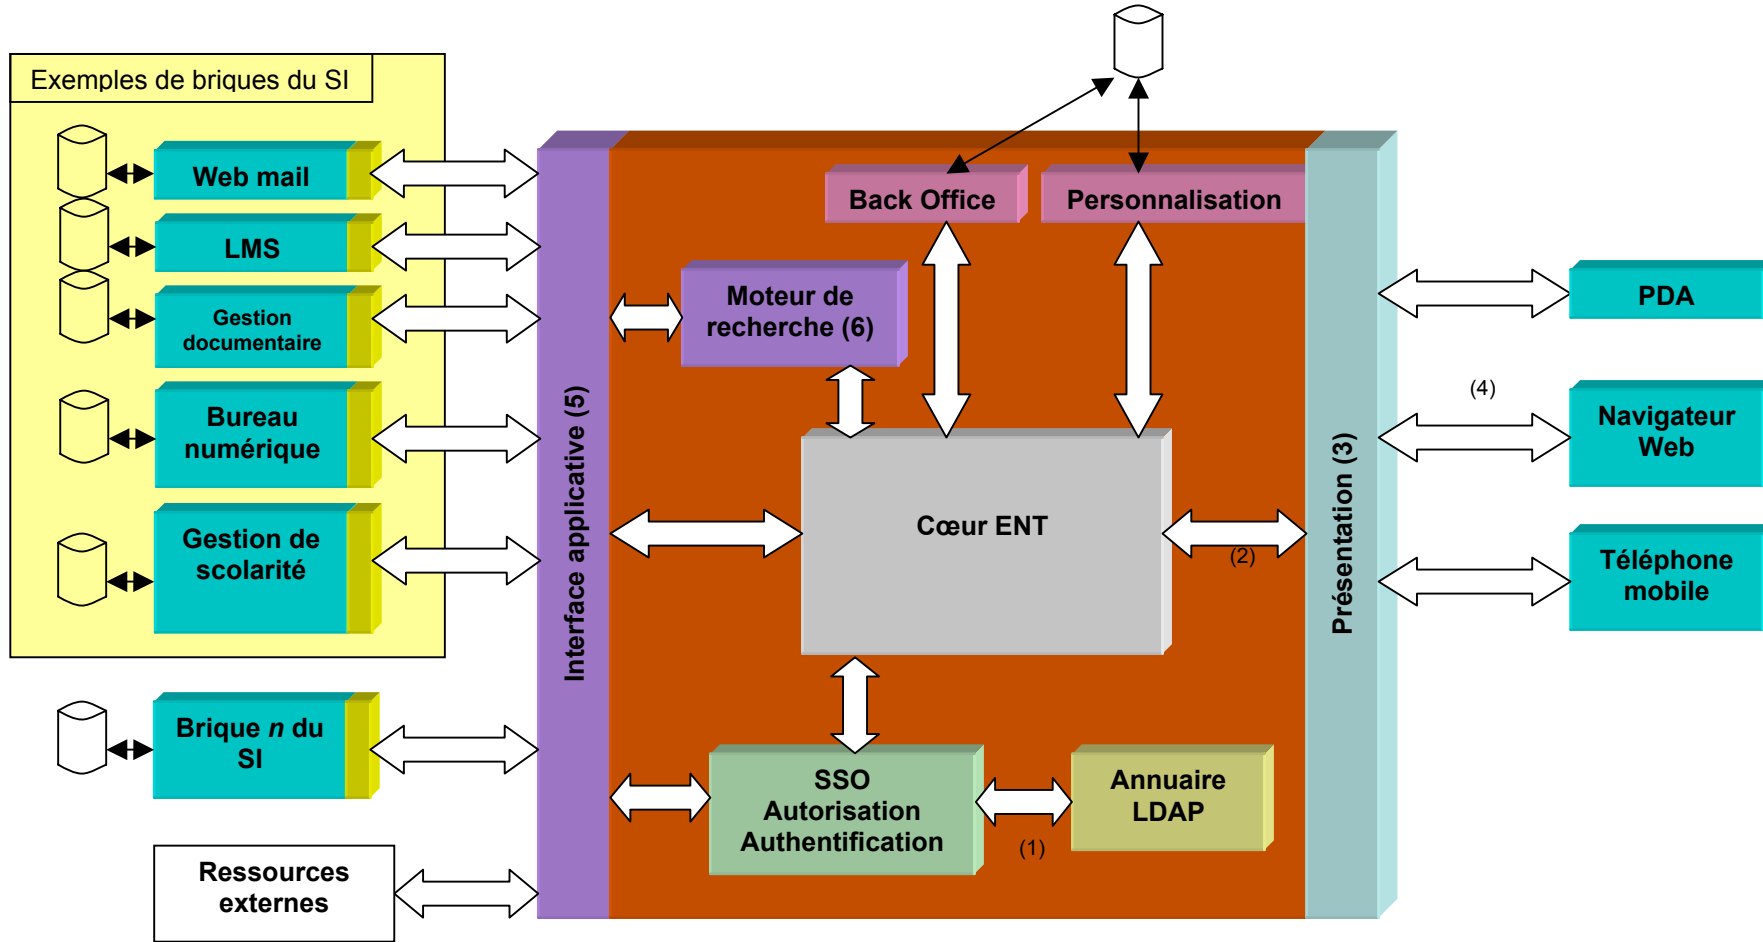 Exemples de briques du SI
Web mail
LMS
Gestion
documentaire
Bureau
numérique
Gestion de
scolarité
Brique n du
SI
Ressources
externes
Interface applicative (5)
Back Office
Personnalisation
Moteur de
recherche (6)
Cœur ENT
(2)
SSO
Autorisation
Authentification
(1)
Annuaire
LDAP
Présentation (3)
PDA
(4)
Navigateur
Web
Téléphone
mobile